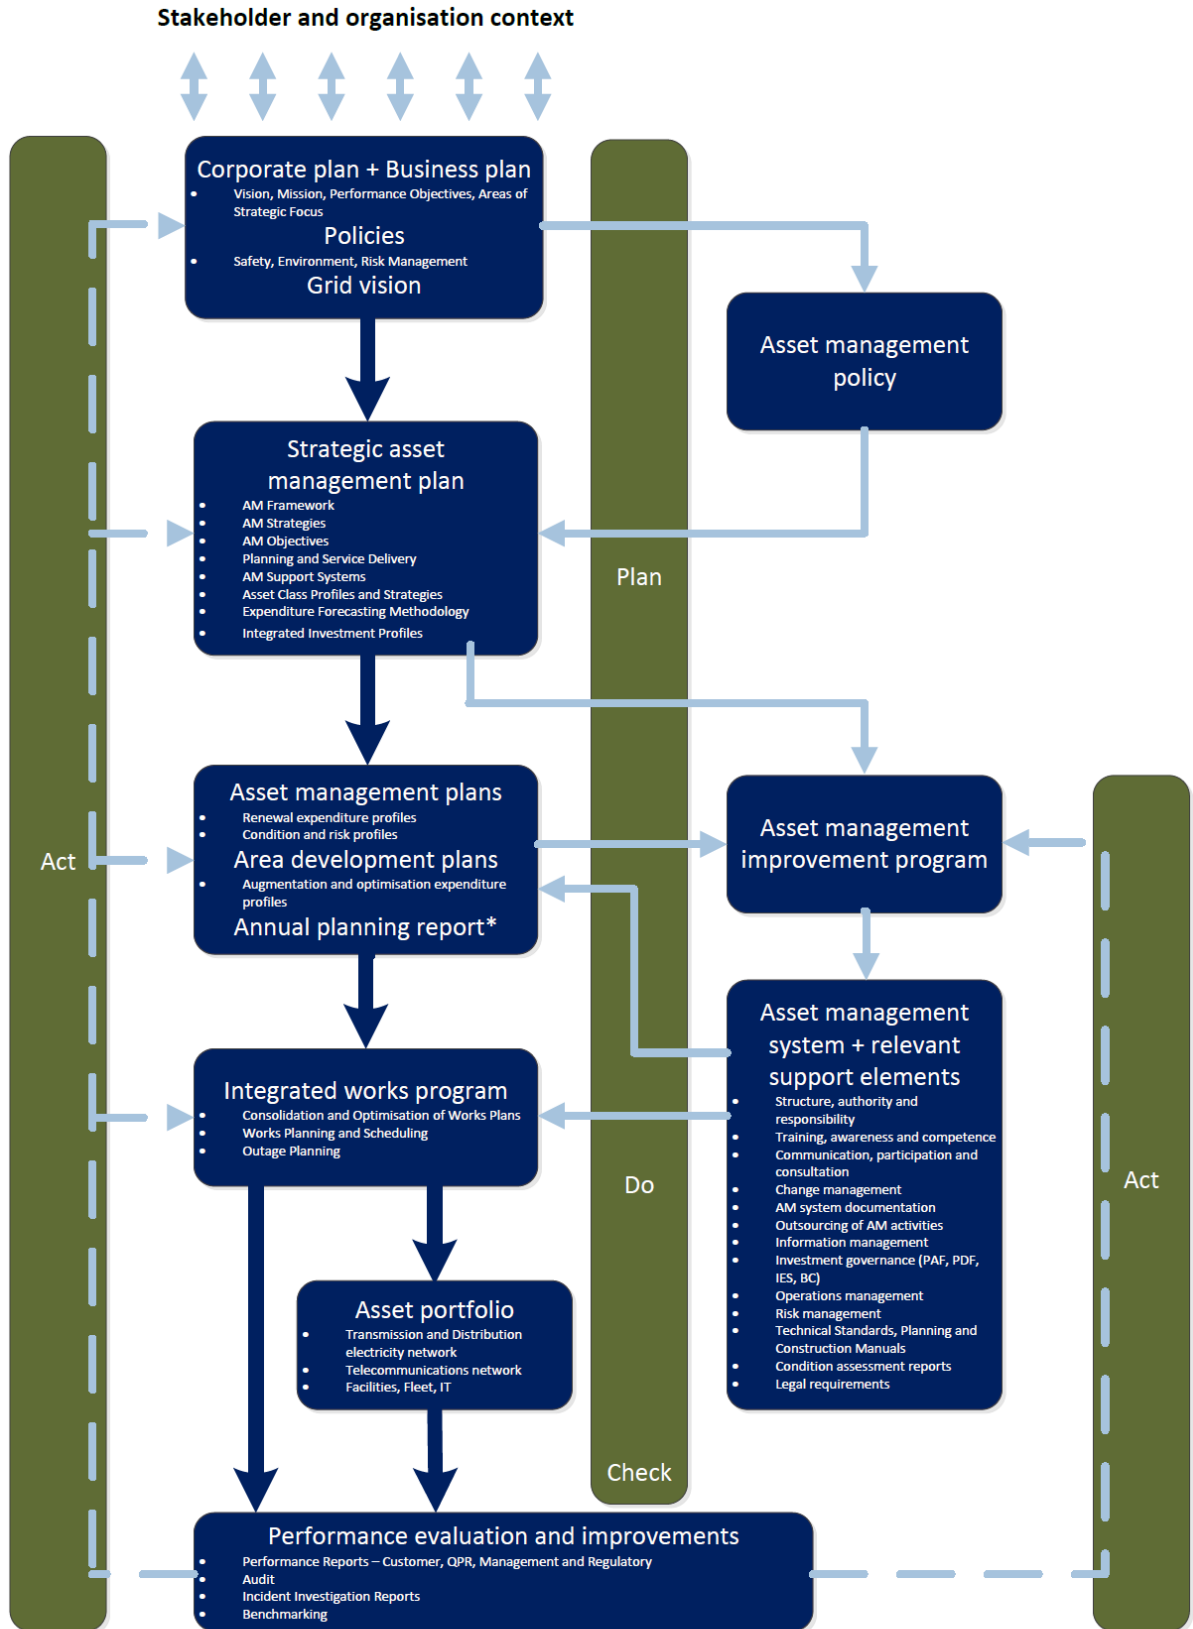 Stakeholder and organisation context
Corporate plan + Business plan
• Vision, Mission, Performance Objectives, Areas of
Strategic Focus
Policies
• Safety, Environment, Risk Management
Grid vision
Asset management
policy
Strategic asset
management plan
• AM Framework
• AM Strategies
• AM Objectives
• Planning and Service Delivery
• AM Support Systems
• Asset Class Profiles and Strategies
• Expenditure Forecasting Methodology
• Integrated Investment Profiles
Plan
Asset management plans
• Renewal expenditure profiles
• Condition and risk profiles
Area development plans
• Augmentation and optimisation expenditure
profiles
Annual planning report*
Asset management
improvement program
Act
Integrated works program
• Consolidation and Optimisation of Works Plans
• Works Planning and Scheduling
• Outage Planning
Asset management
system + relevant
support elements
• Structure, authority and
responsibility
• Training, awareness and competence
• Communication, participation and
consultation
• Change management
• AM system documentation
• Outsourcing of AM activities
• Information management
• Investment governance (PAF, PDF,
IES, BC)
• Operations management
• Risk management
• Technical Standards, Planning and
Construction Manuals
• Condition assessment reports
• Legal requirements
Do
Act
Asset portfolio
• Transmission and Distribution
electricity network
• Telecommunications network
• Facilities, Fleet, IT
Check
Performance evaluation and improvements
• Performance Reports – Customer, QPR, Management and Regulatory
• Audit
• Incident Investigation Reports
• Benchmarking